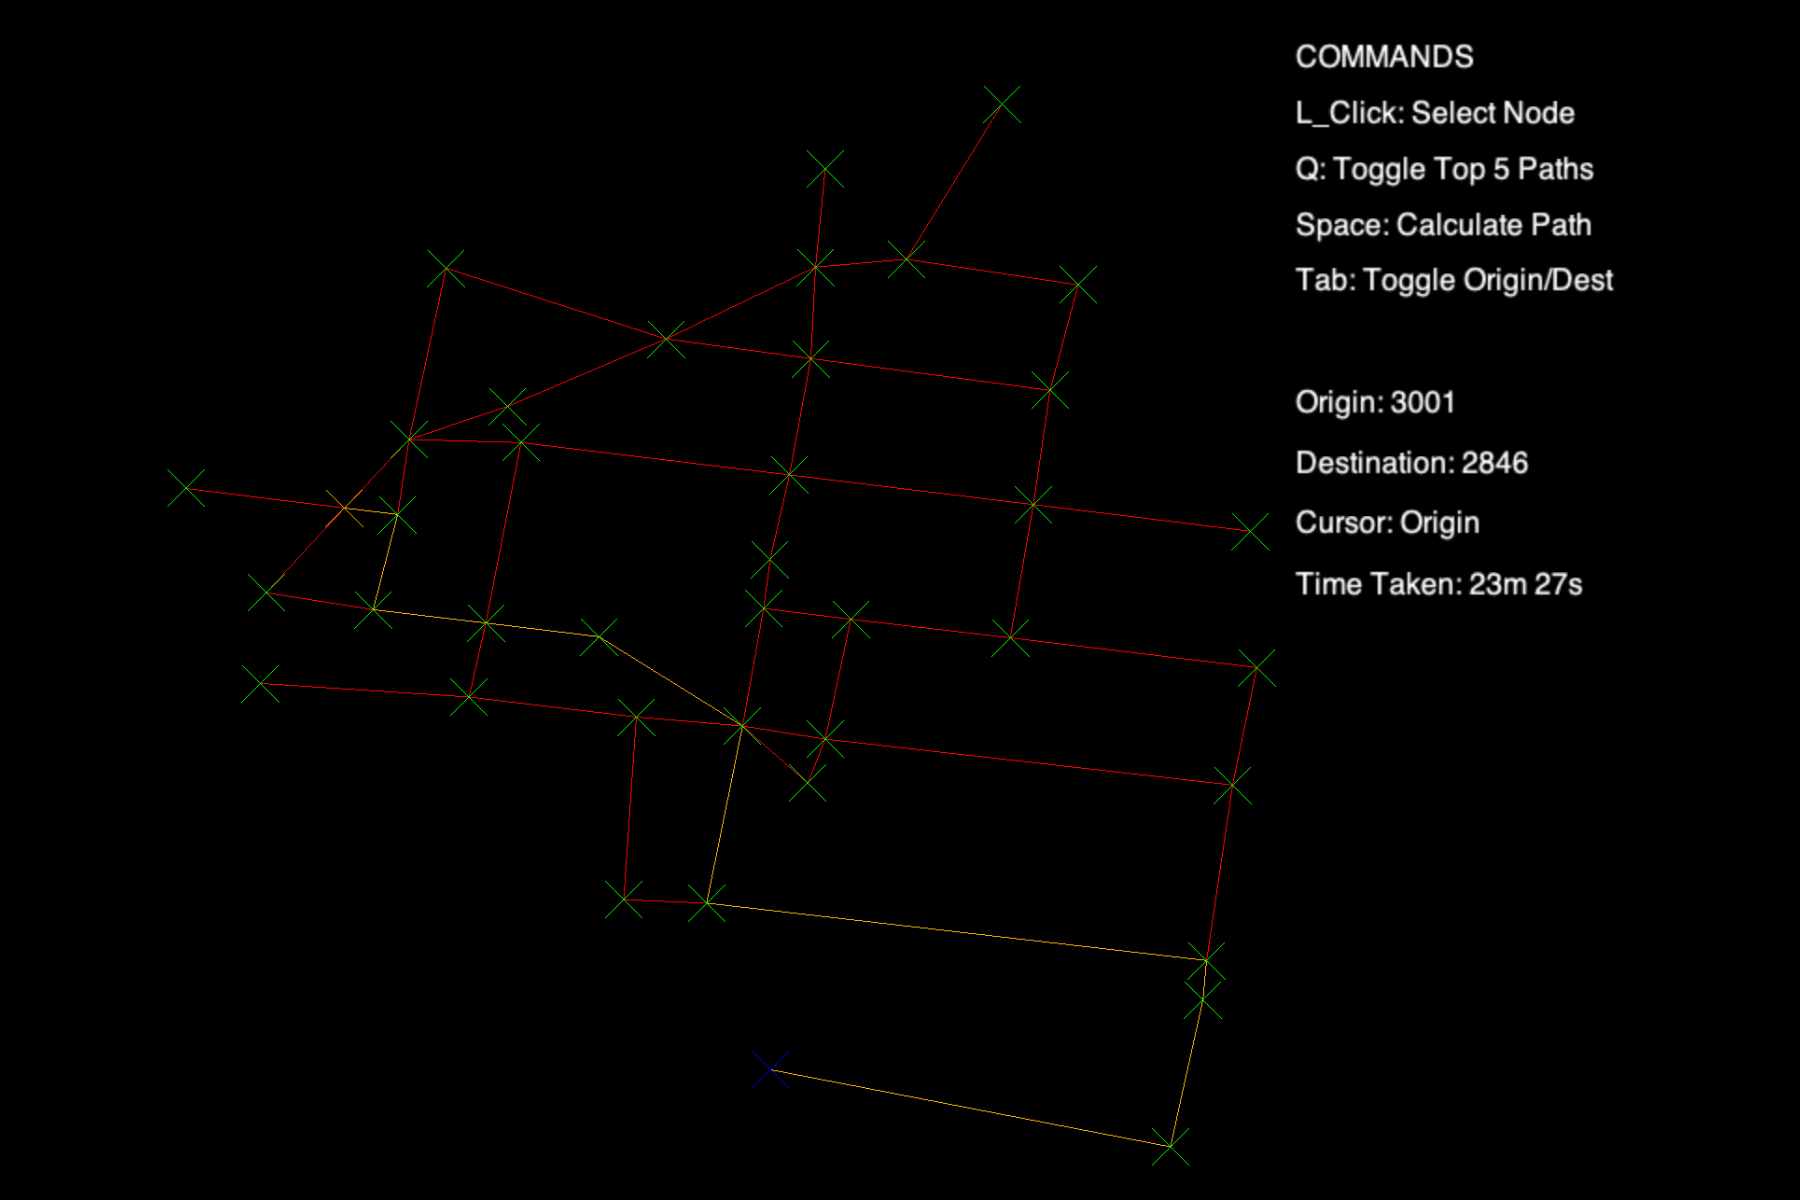 COMMANDS
L_Click: Select Node
Q: Toggle Top 5 Paths
Space: Calculate Path
Tab: Toggle Origin/Dest
Origin: 3001
Destination: 2846
Cursor: Origin
Time Taken: 23m 27s